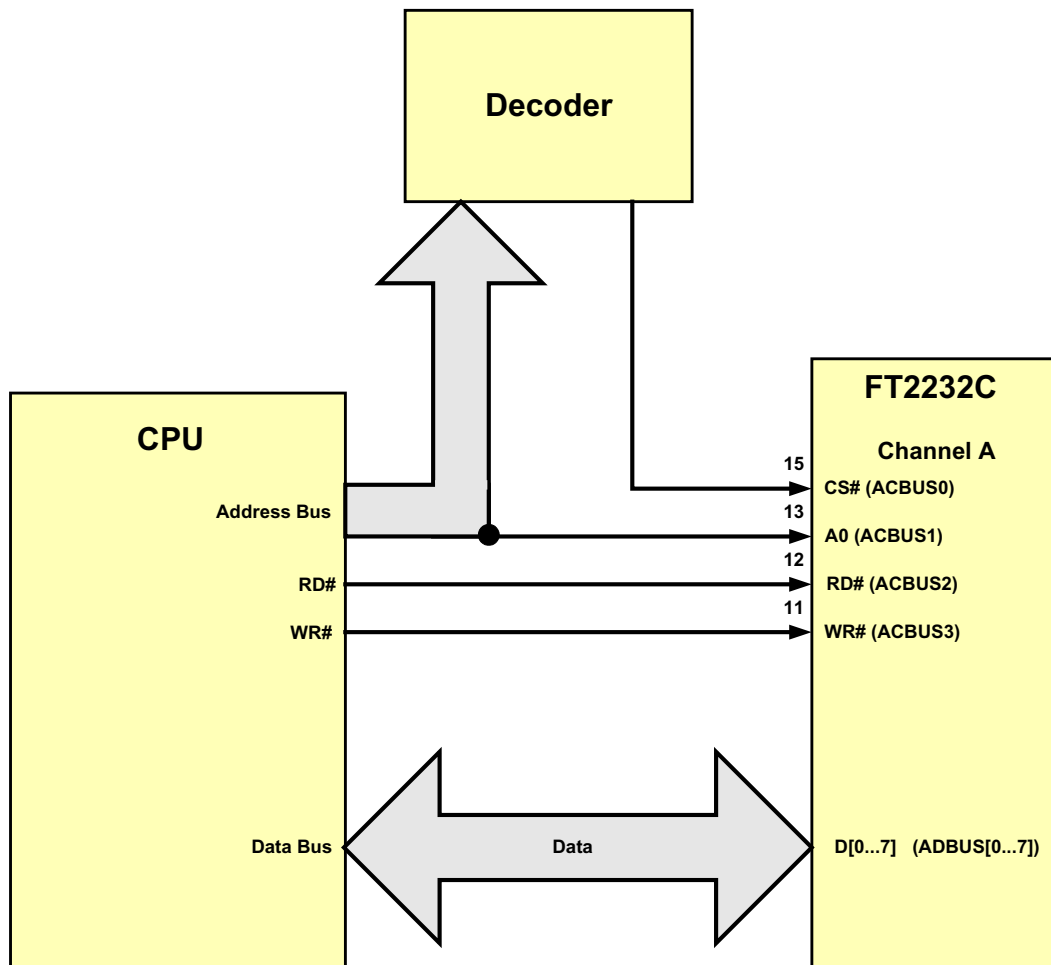 Decoder
FT2232C
CPU
Channel A
15
CS# (ACBUS0)
Address Bus
13
A0 (ACBUS1)
12
RD#
RD# (ACBUS2)
11
WR#
WR# (ACBUS3)
Data Bus
Data
D[0...7] (ADBUS[0...7])